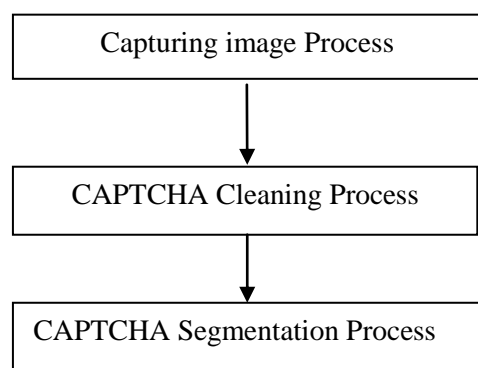 Capturing image Process
CAPTCHA Cleaning Process
CAPTCHA Segmentation Process